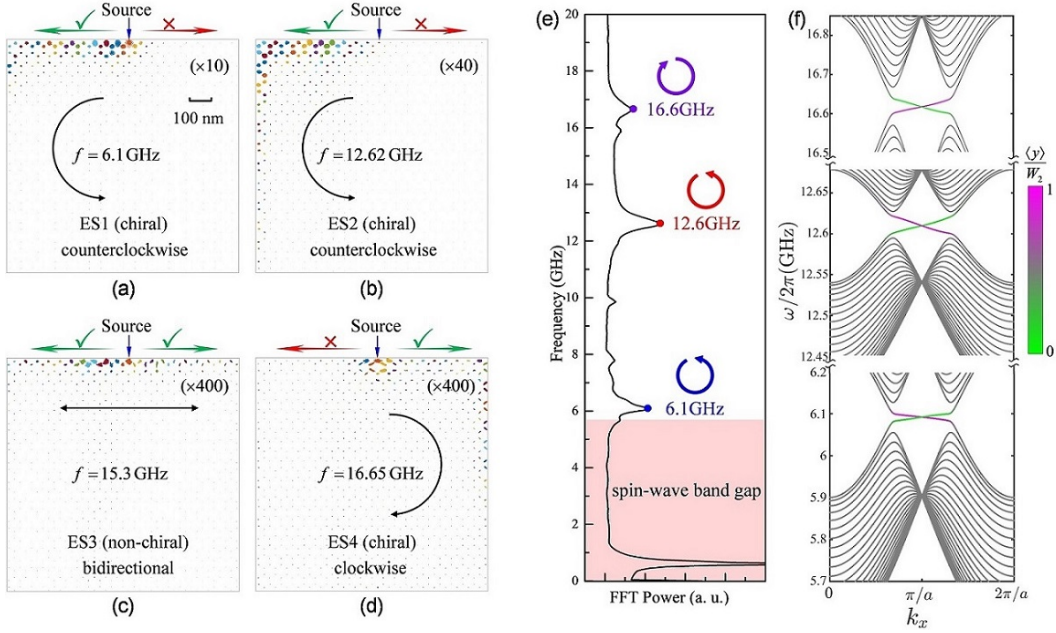 Source
(×10)
100 nm
f = 6.1 GHz
ES1 (chiral)
counterclockwise
(a)
Source
(×40)
f = 12.62 GHz
ES2 (chiral)
counterclockwise
(b)
Source
(×400)
f = 15.3 GHz
ES3 (non-chiral)
bidirectional
(c)
Source
(×400)
f = 16.65 GHz
ES4 (chiral)
clockwise
(d)
(e)
20
18
16
14
12
10
8
6
4
2
0
Frequency (GHz)
16.6GHz
12.6GHz
6.1GHz
spin-wave band gap
FFT Power (a. u.)
(f)
16.8
16.7
16.6
16.5
12.65
12.6
12.54
12.5
12.45
6.2
6.1
5.9
5.8
5.7
ω/2π(GHz)
0
π/a
2π/a
kₓ
⟨y⟩
W₂
1
0